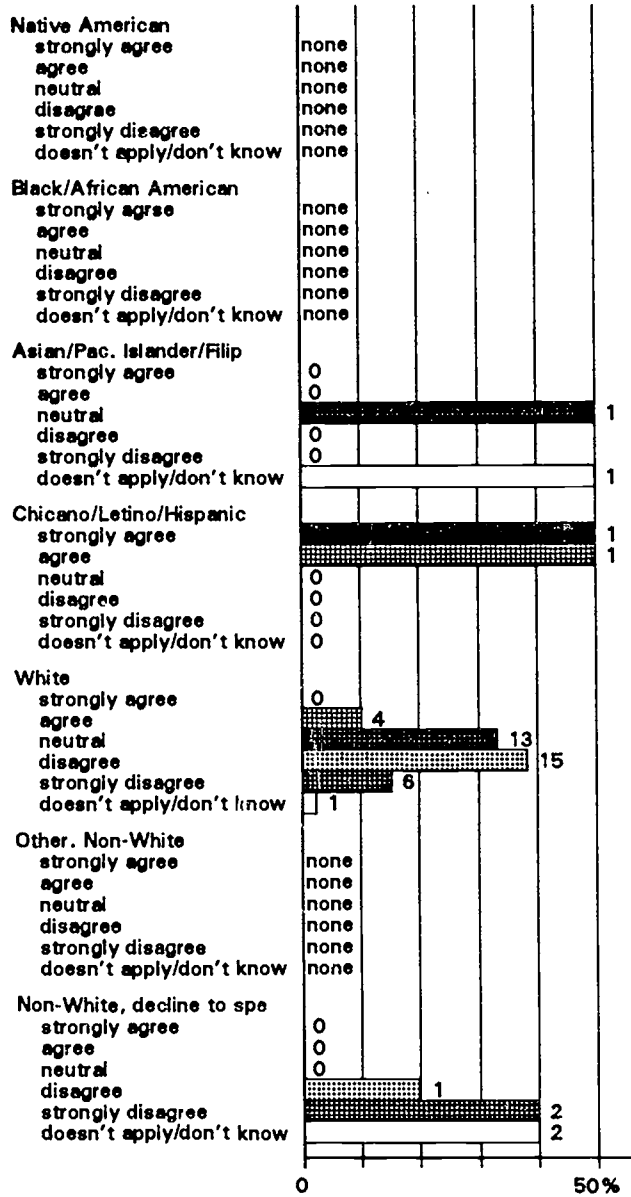 Native American
strongly agree none
agree none
neutral none
disagrae none
strongly disagree none
doesn't apply/don't know none
Black/African American
strongly agrse none
agree none
neutral none
disagree none
strongly disagree none
doesn't apply/don't know none
Asian/Pac. Islander/Filip
strongly agree 0
agree 0
neutral 1
disagree 0
strongly disagree 0
doesn't apply/don't know 1
Chicano/Letino/Hispanic
strongly agree 1
agree 1
neutral 0
disagree 0
strongly disagree 0
doesn't apply/don't know 0
White
strongly agree 0
agree 4
neutral 13
disagree 15
strongly disagree 6
doesn't apply/don't know 1
Other. Non-White
strongly agree none
agree none
neutral none
disagree none
strongly disagree none
doesn't apply/don't know none
Non-White, decline to spe
strongly agree 0
agree 0
neutral 0
disagree 1
strongly disagree 2
doesn't apply/don't know 2
0 50%